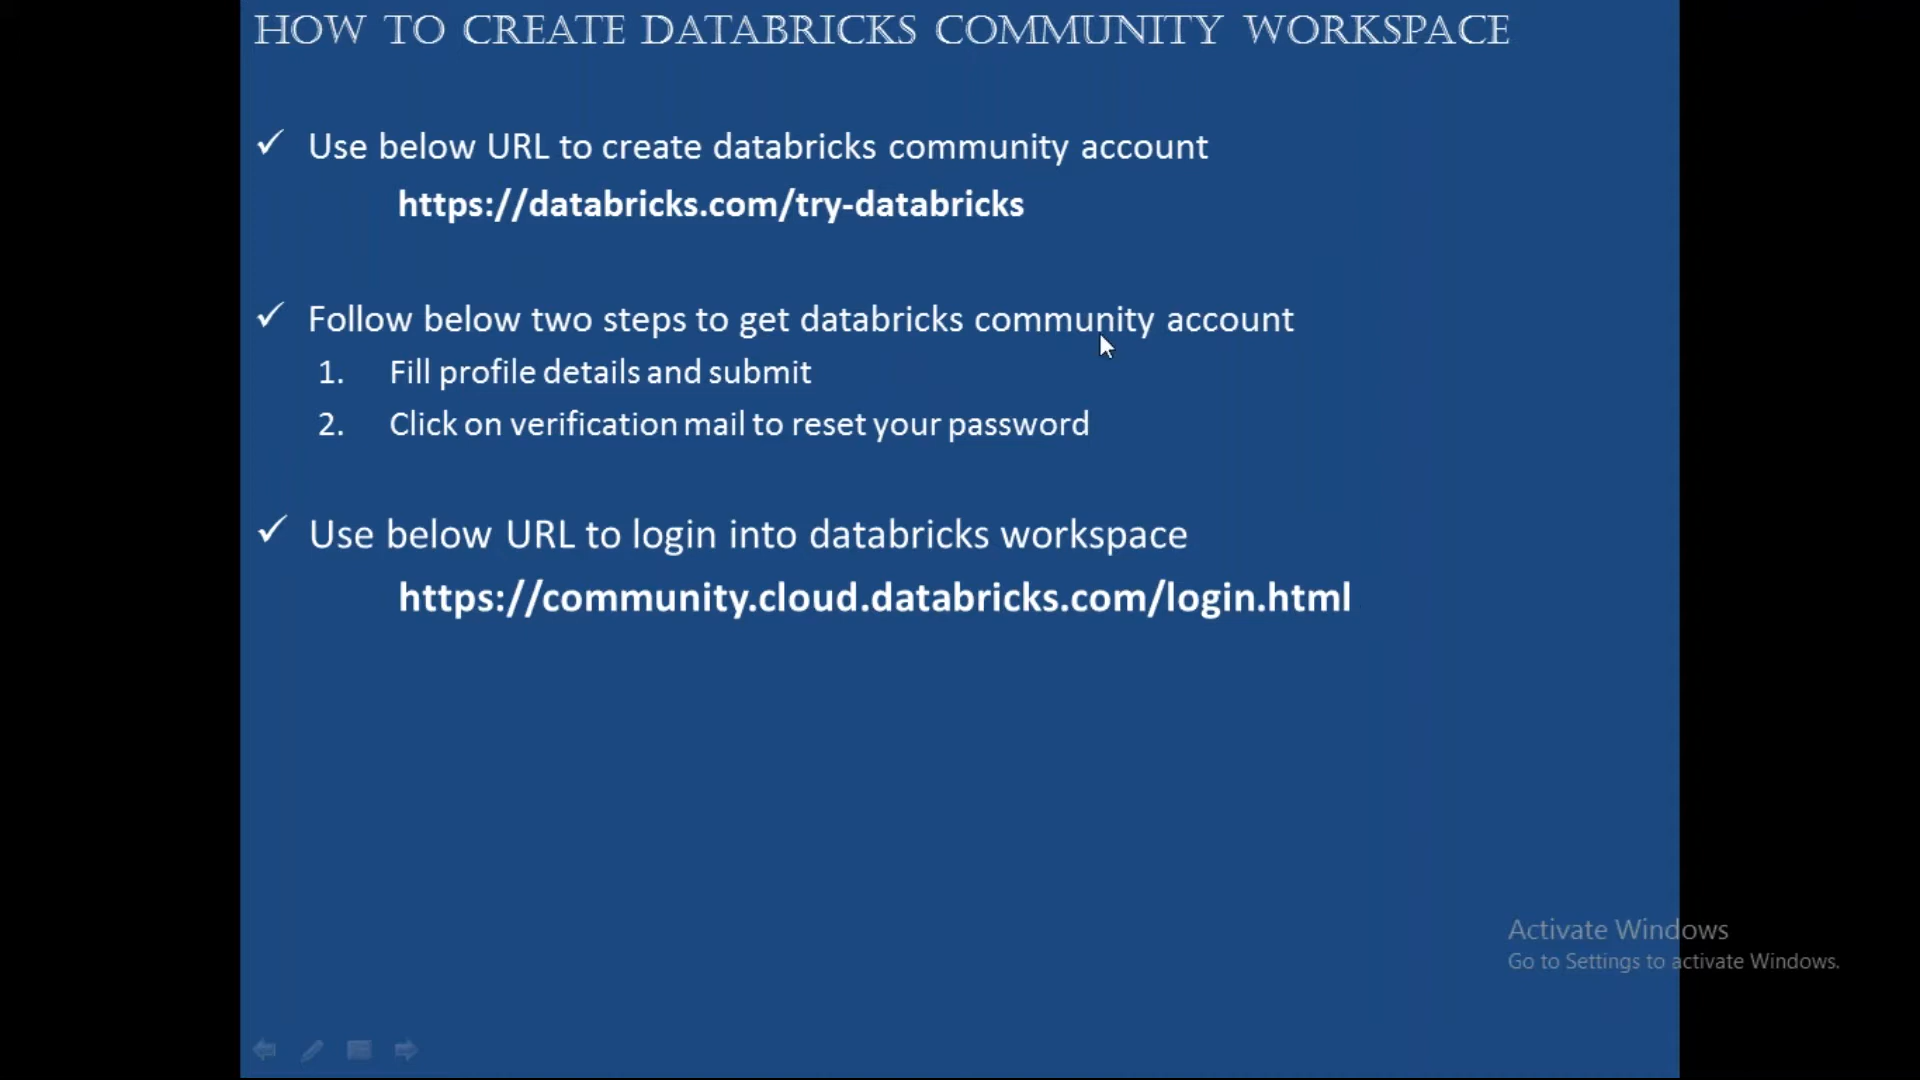 HOW TO CREATE DATABRICKS COMMUNITY WORKSPACE
✓ Use below URL to create databricks community account
https://databricks.com/try-databricks
✓ Follow below two steps to get databricks community account
1. Fill profile details and submit
2. Click on verification mail to reset your password
✓ Use below URL to login into databricks workspace
https://community.cloud.databricks.com/login.html
Activate Windows
Go to Settings to activate Windows.